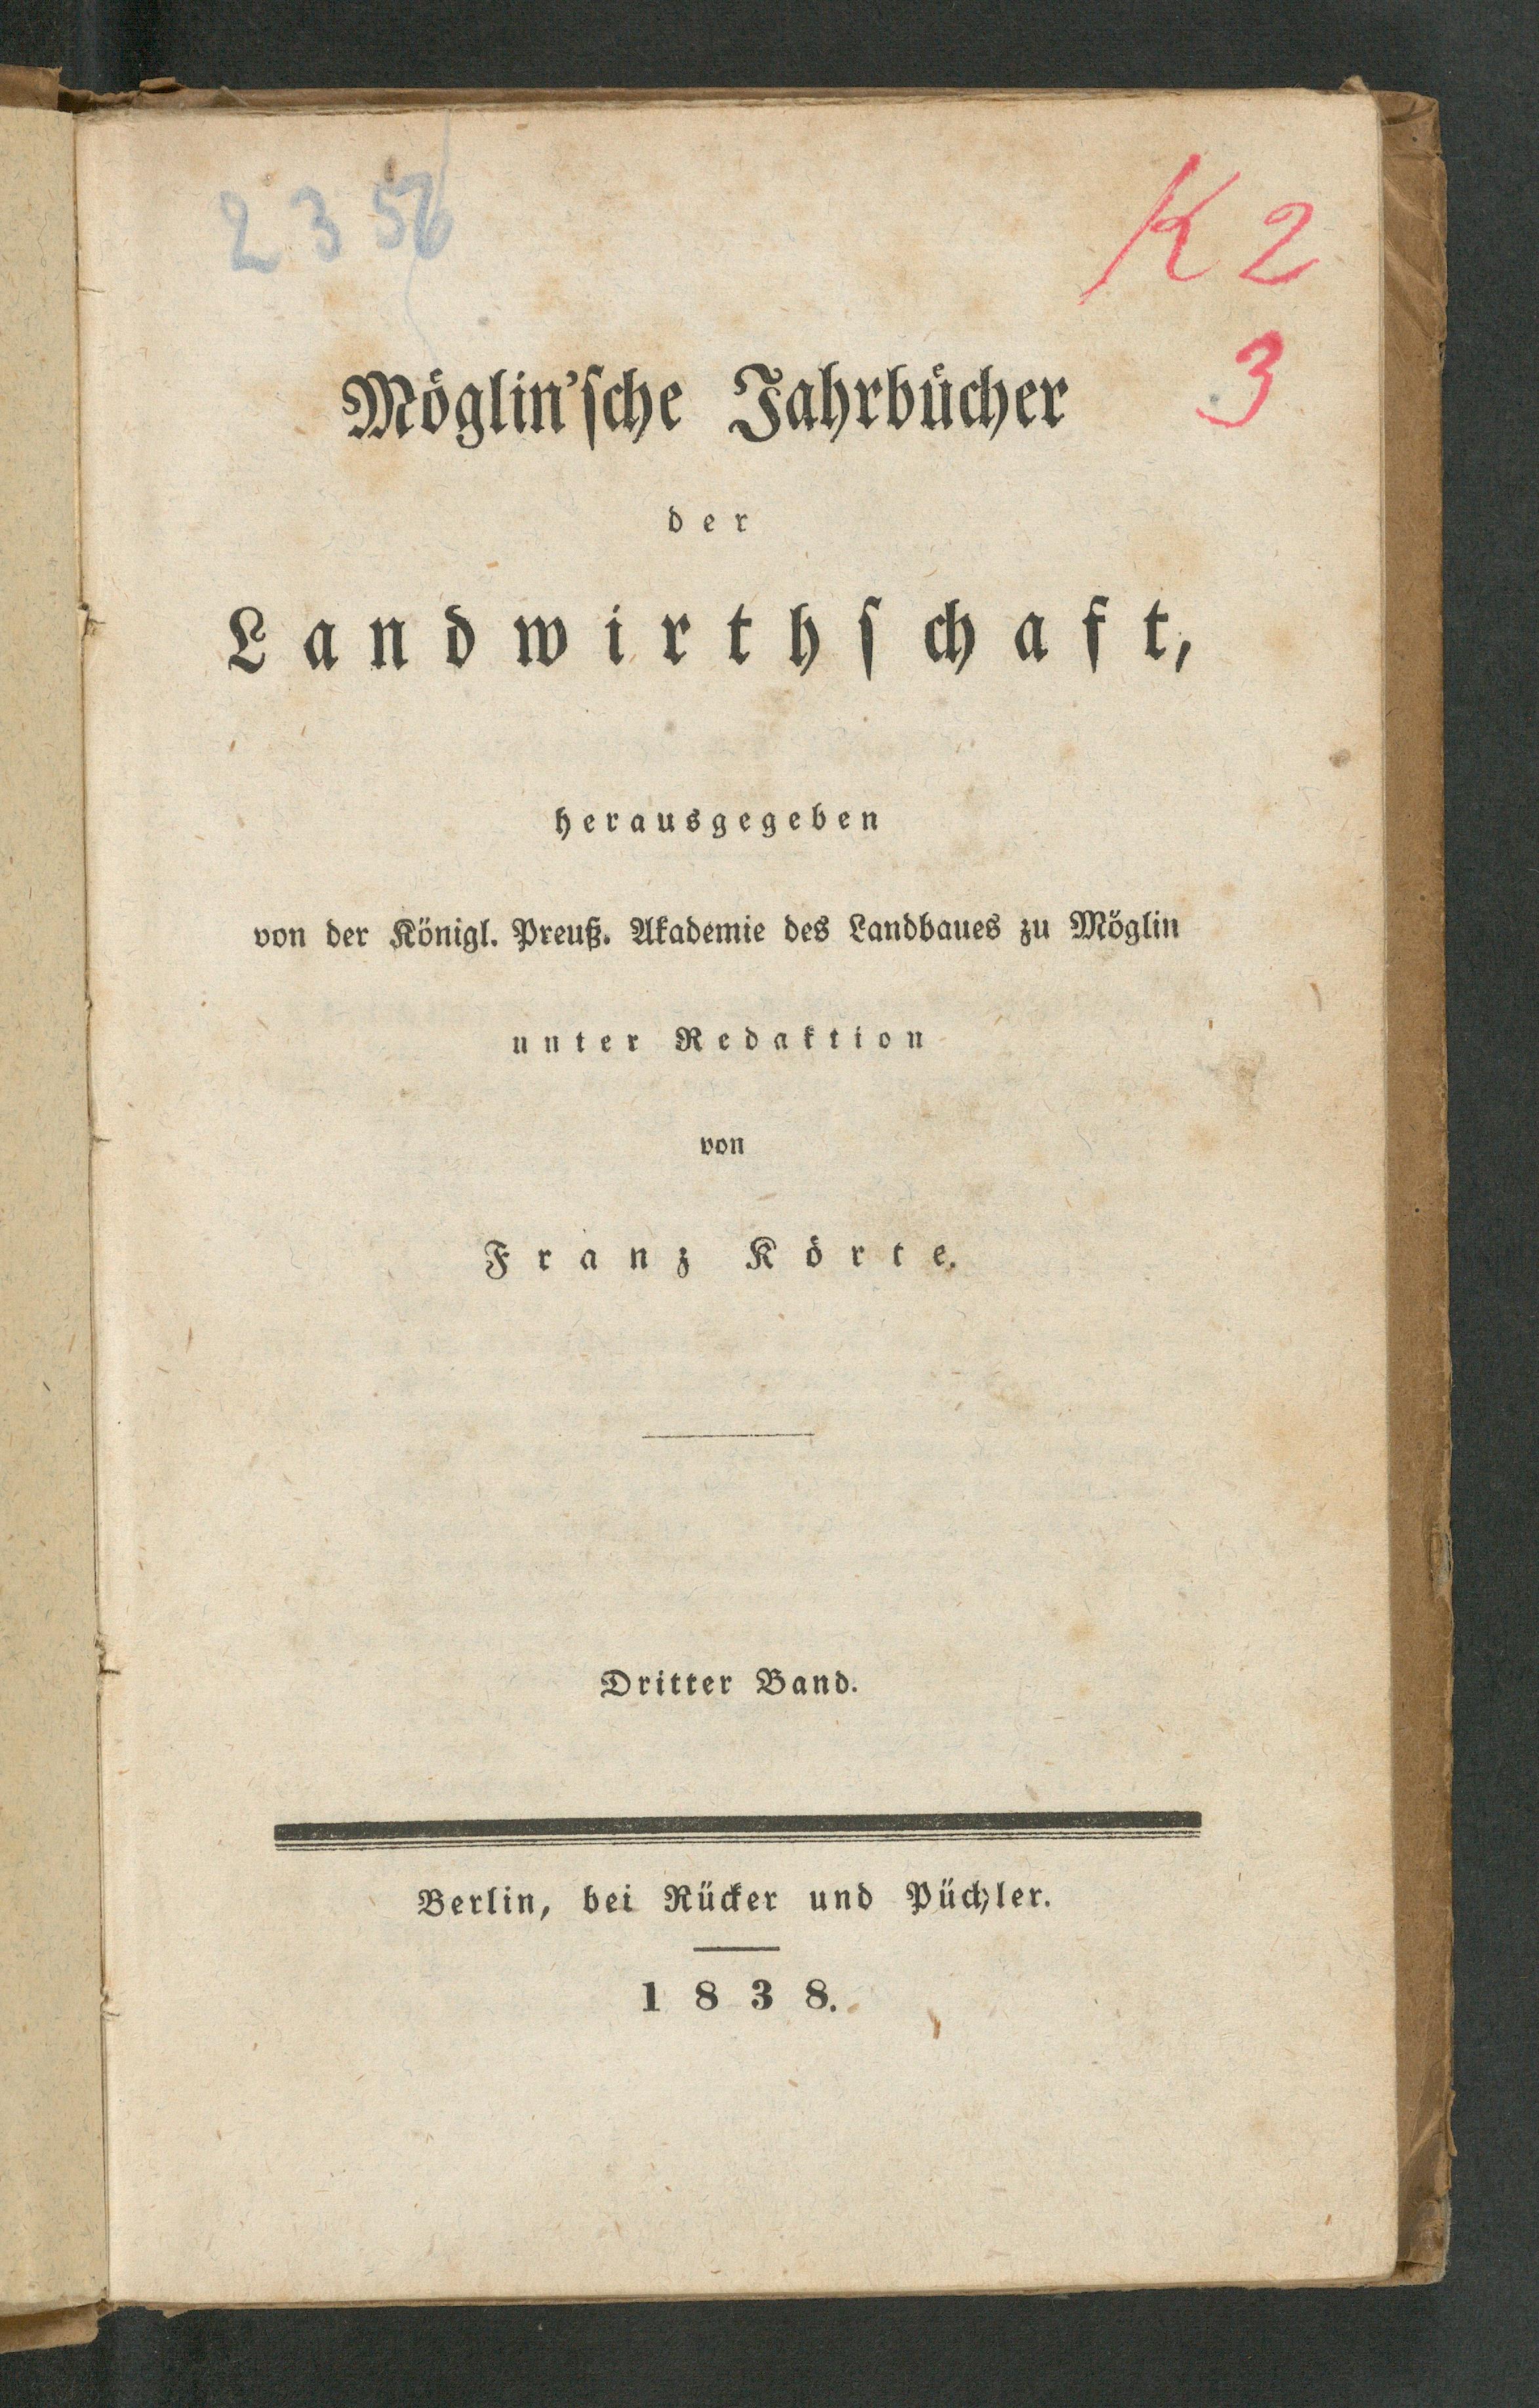 2356
K 2
3
Möglin'sche Jahrbücher
der
Landwirthschaft,
herausgegeben
von der Königl. Preuß. Akademie des Landbaues zu Möglin
unter Redaktion
von
Franz Körte.
Dritter Band.
Berlin, bei Rücker und Püchler.
1838.